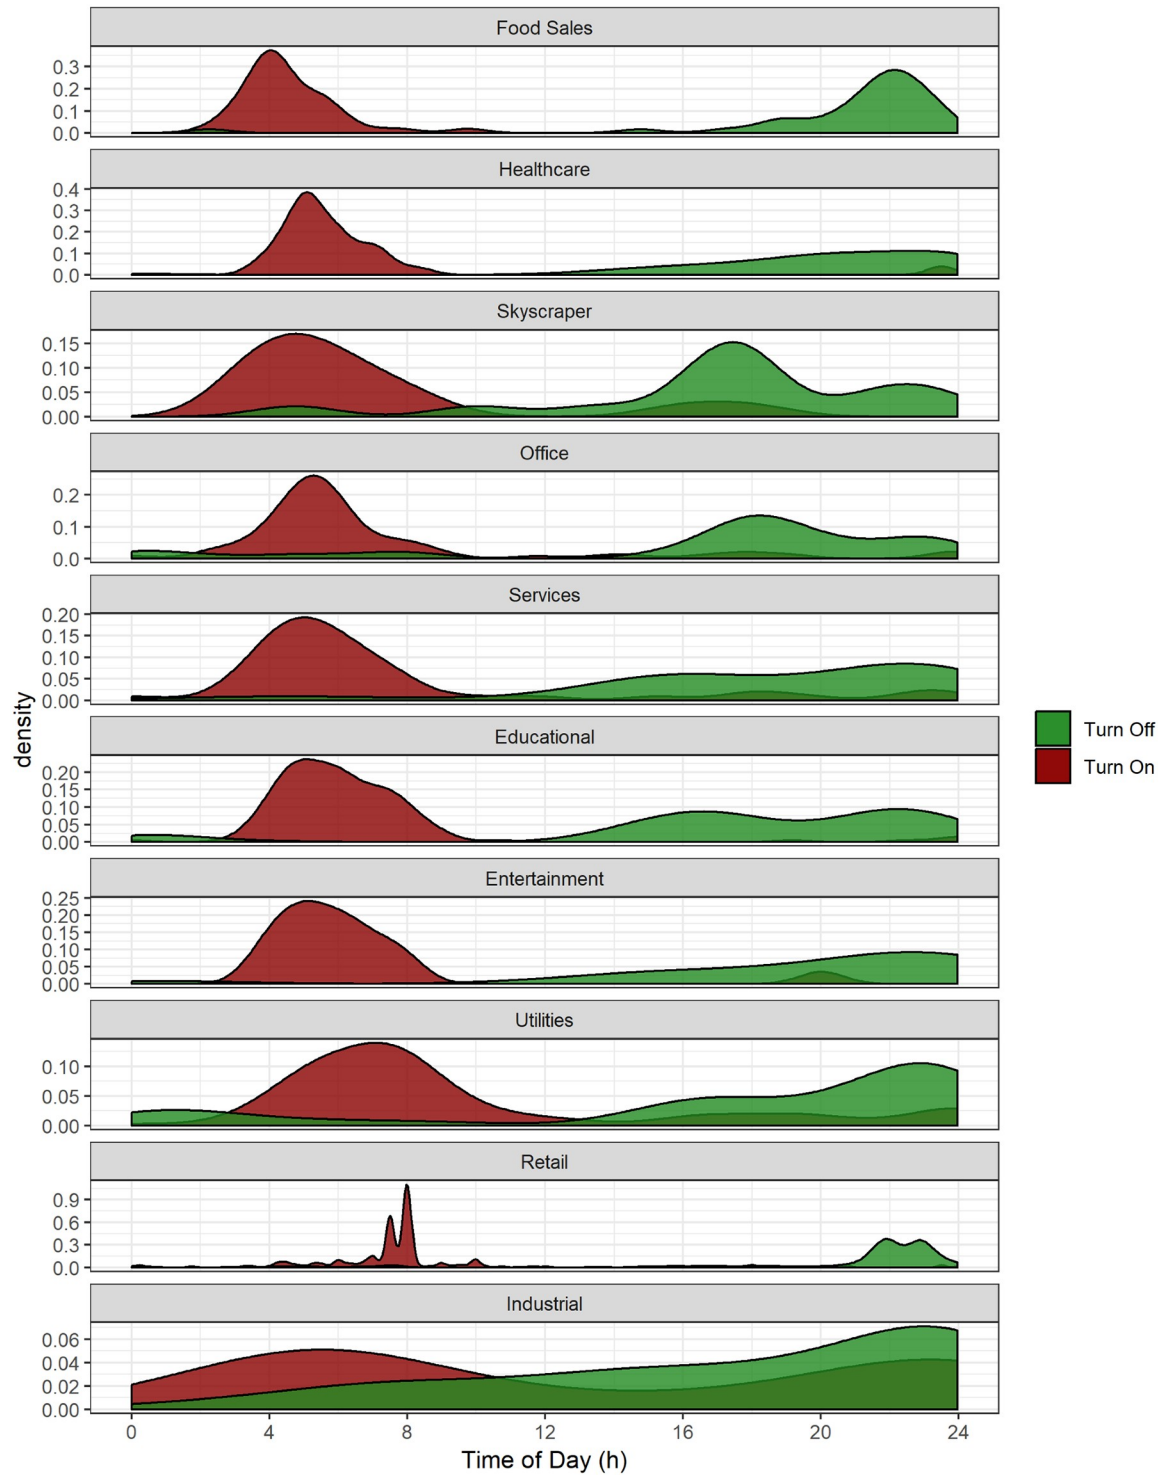 Food Sales
0.3
0.2
0.1
0.0
Healthcare
0.4
0.3
0.2
0.1
0.0
Skyscraper
0.15
0.10
0.05
0.00
Office
0.2
0.1
0.0
Services
0.20
0.15
0.10
0.05
0.00
density
Educational
0.20
0.15
0.10
0.05
0.00
Turn Off
Turn On
Entertainment
0.25
0.20
0.15
0.10
0.05
0.00
Utilities
0.10
0.05
0.00
Retail
0.9
0.6
0.3
0.0
Industrial
0.06
0.04
0.02
0.00
0 4 8 12 16 20 24
Time of Day (h)